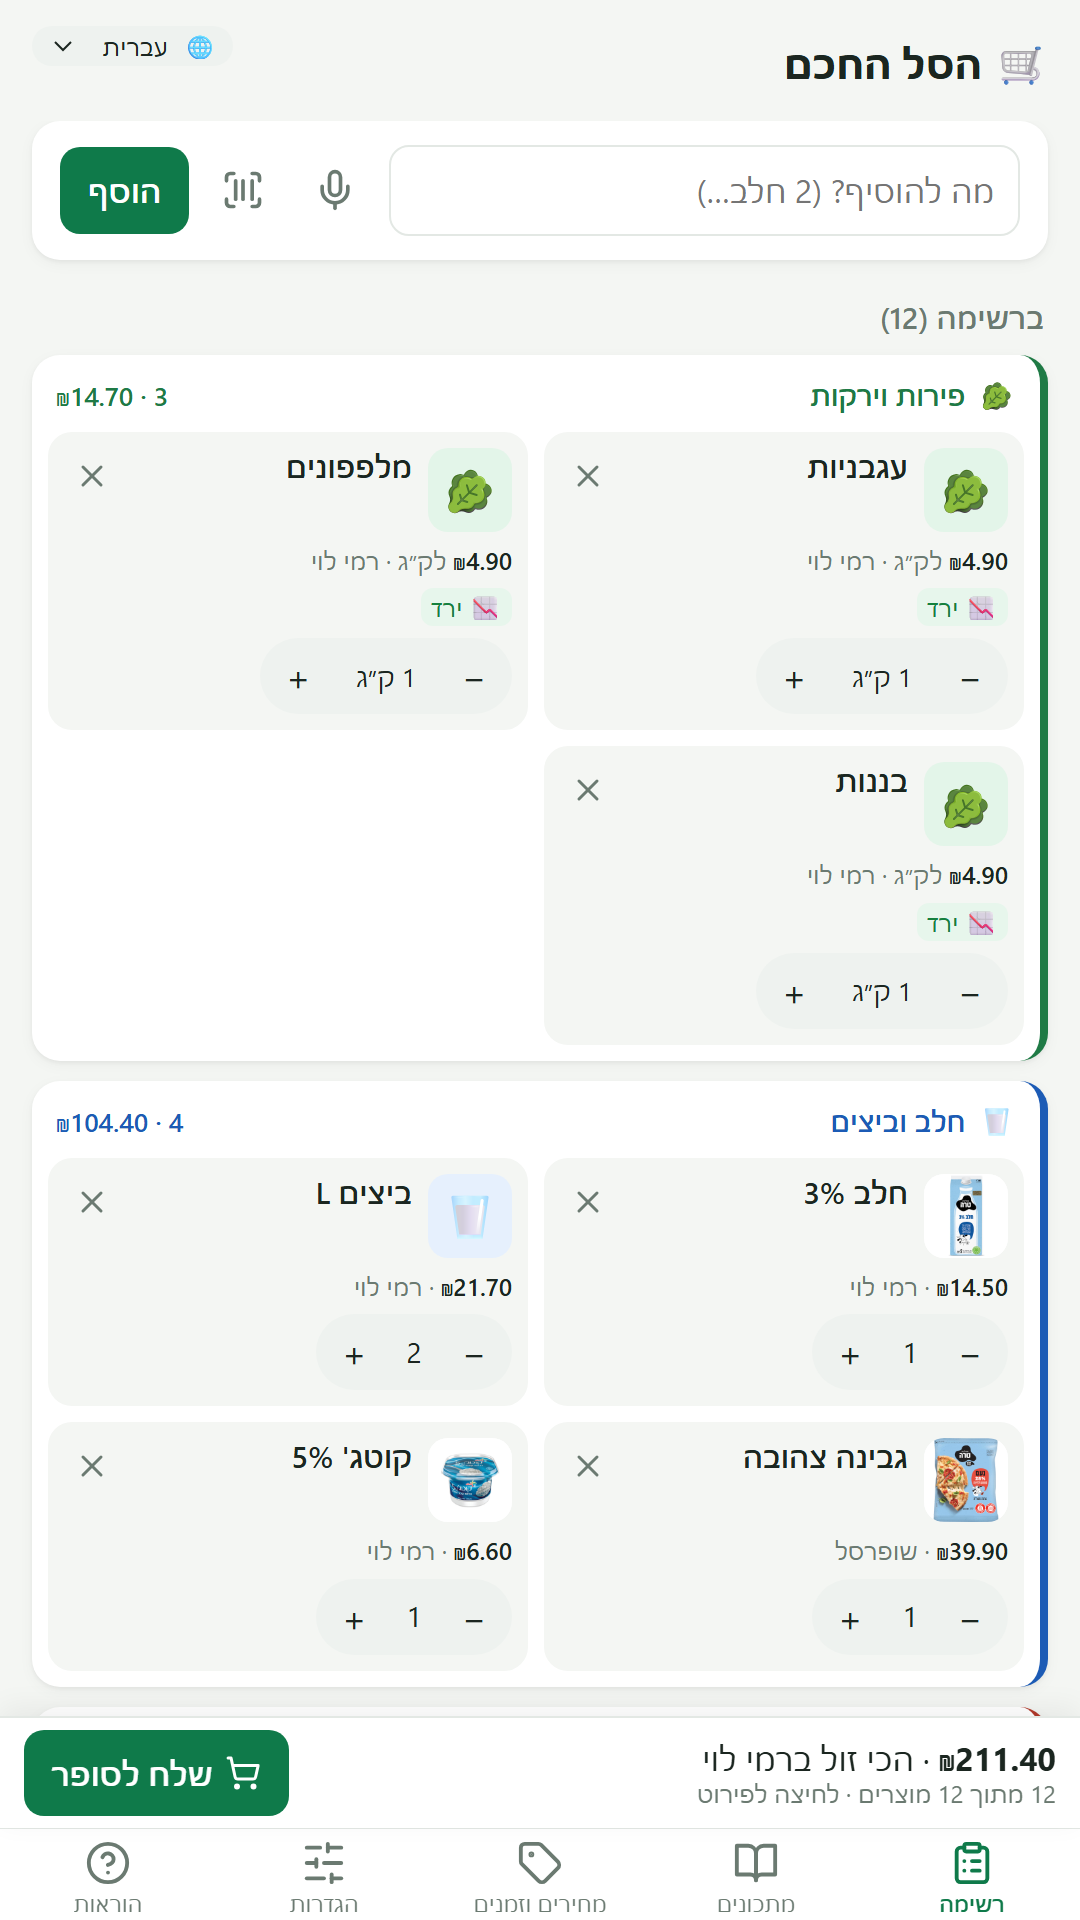 הסל החכם
עברית
מה להוסיף? (2 חלב...)
הוסף
ברשימה (12)
פירות וירקות
3 · ₪14.70
עגבניות
₪4.90 לק״ג · רמי לוי
ירד
− 1 ק״ג +
מלפפונים
₪4.90 לק״ג · רמי לוי
ירד
− 1 ק״ג +
בננות
₪4.90 לק״ג · רמי לוי
ירד
− 1 ק״ג +
חלב וביצים
4 · ₪104.40
חלב 3%
₪14.50 · רמי לוי
− 1 +
ביצים L
₪21.70 · רמי לוי
− 2 +
גבינה צהובה
₪39.90 · שופרסל
− 1 +
קוטג' 5%
₪6.60 · רמי לוי
− 1 +
₪211.40 · הכי זול ברמי לוי
12 מתוך 12 מוצרים · לחיצה לפירוט
שלח לסופר
רשימה
מתכונים
מחירים וזמנים
הגדרות
הוראות